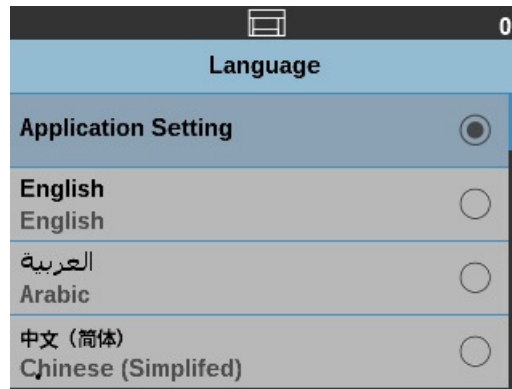 0
Language
Application Setting
English
English
العربية
Arabic
中文（简体）
Chinese (Simplifed)